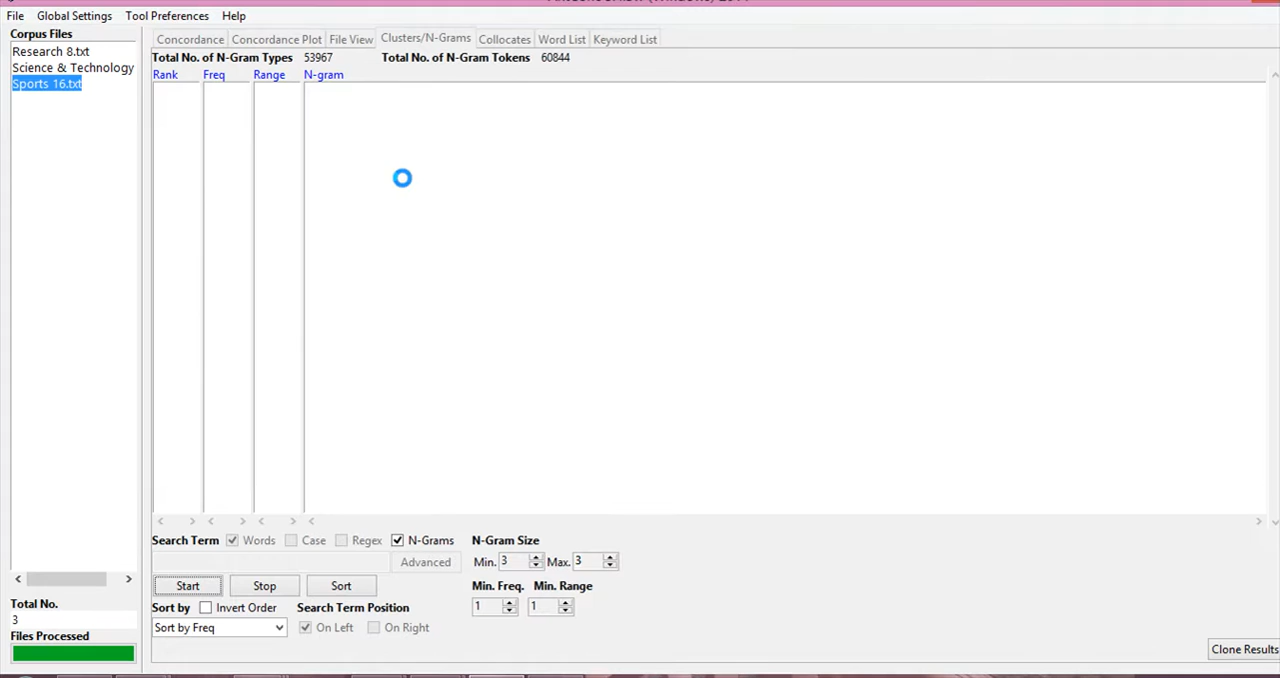 File Global Settings Tool Preferences Help
Corpus Files
Research 8.txt
Science & Technology
Sports 16.txt
Total No.
3
Files Processed
Concordance Concordance Plot File View Clusters/N-Grams Collocates Word List Keyword List
Total No. of N-Gram Types 53967 Total No. of N-Gram Tokens 60844
Rank Freq Range N-gram
Search Term Words Case Regex N-Grams N-Gram Size
Advanced Min. 3 Max. 3
Start Stop Sort Min. Freq. Min. Range
Sort by Invert Order Search Term Position 1 1
Sort by Freq On Left On Right
Clone Results